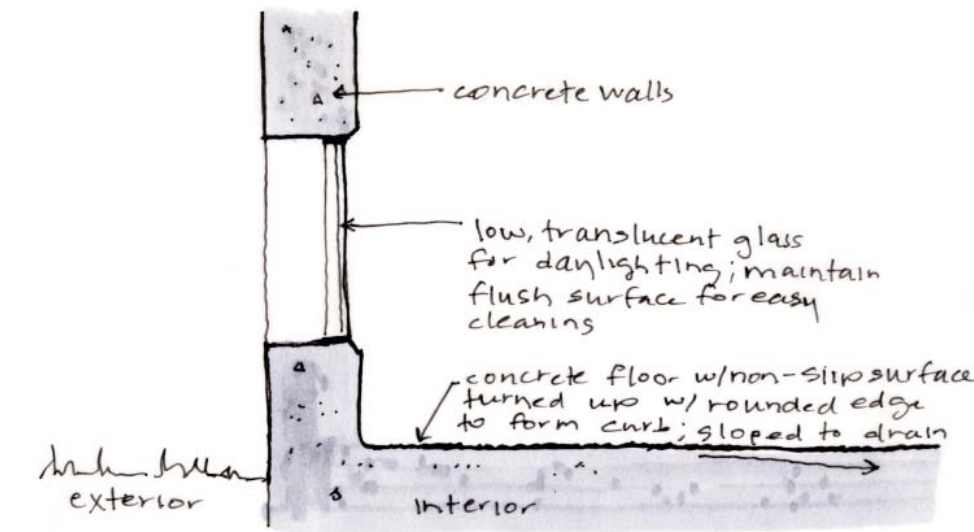 concrete walls
low, translucent glass
for daylighting; maintain
flush surface for easy
cleaning
concrete floor w/non-slip surface
turned up w/ rounded edge
to form curb; sloped to drain
exterior
interior